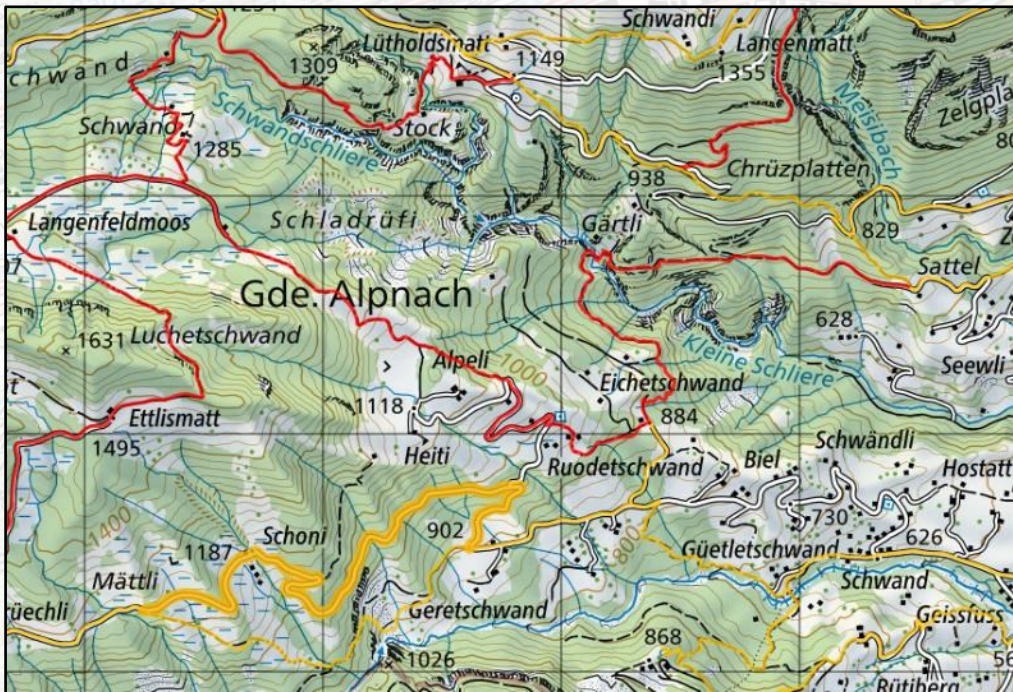 Schwandi
Lütholdsmatt
1149
Langenmatt
1309
1355
chwand
Meisibach
Schwandschliere
Schwand
Stock
1285
Chrüzplatten
938
Langenfeldmoos
Schladrüfi
Gärtli
829
Sattel
Gde. Alpnach
1631
Luchetschwand
628
Kleine Schliere
Seewli
Alpeli
1000
Eichetschwand
1118
884
Ettlismatt
1495
Heiti
Ruodetschwand
Biel
Schwändli
Hostatt
1400
902
730
Schoni
800
626
1187
Güetletschwand
Mättli
Schwand
rüechli
Geretschwand
Geissfuss
868
1026
Rütiberg